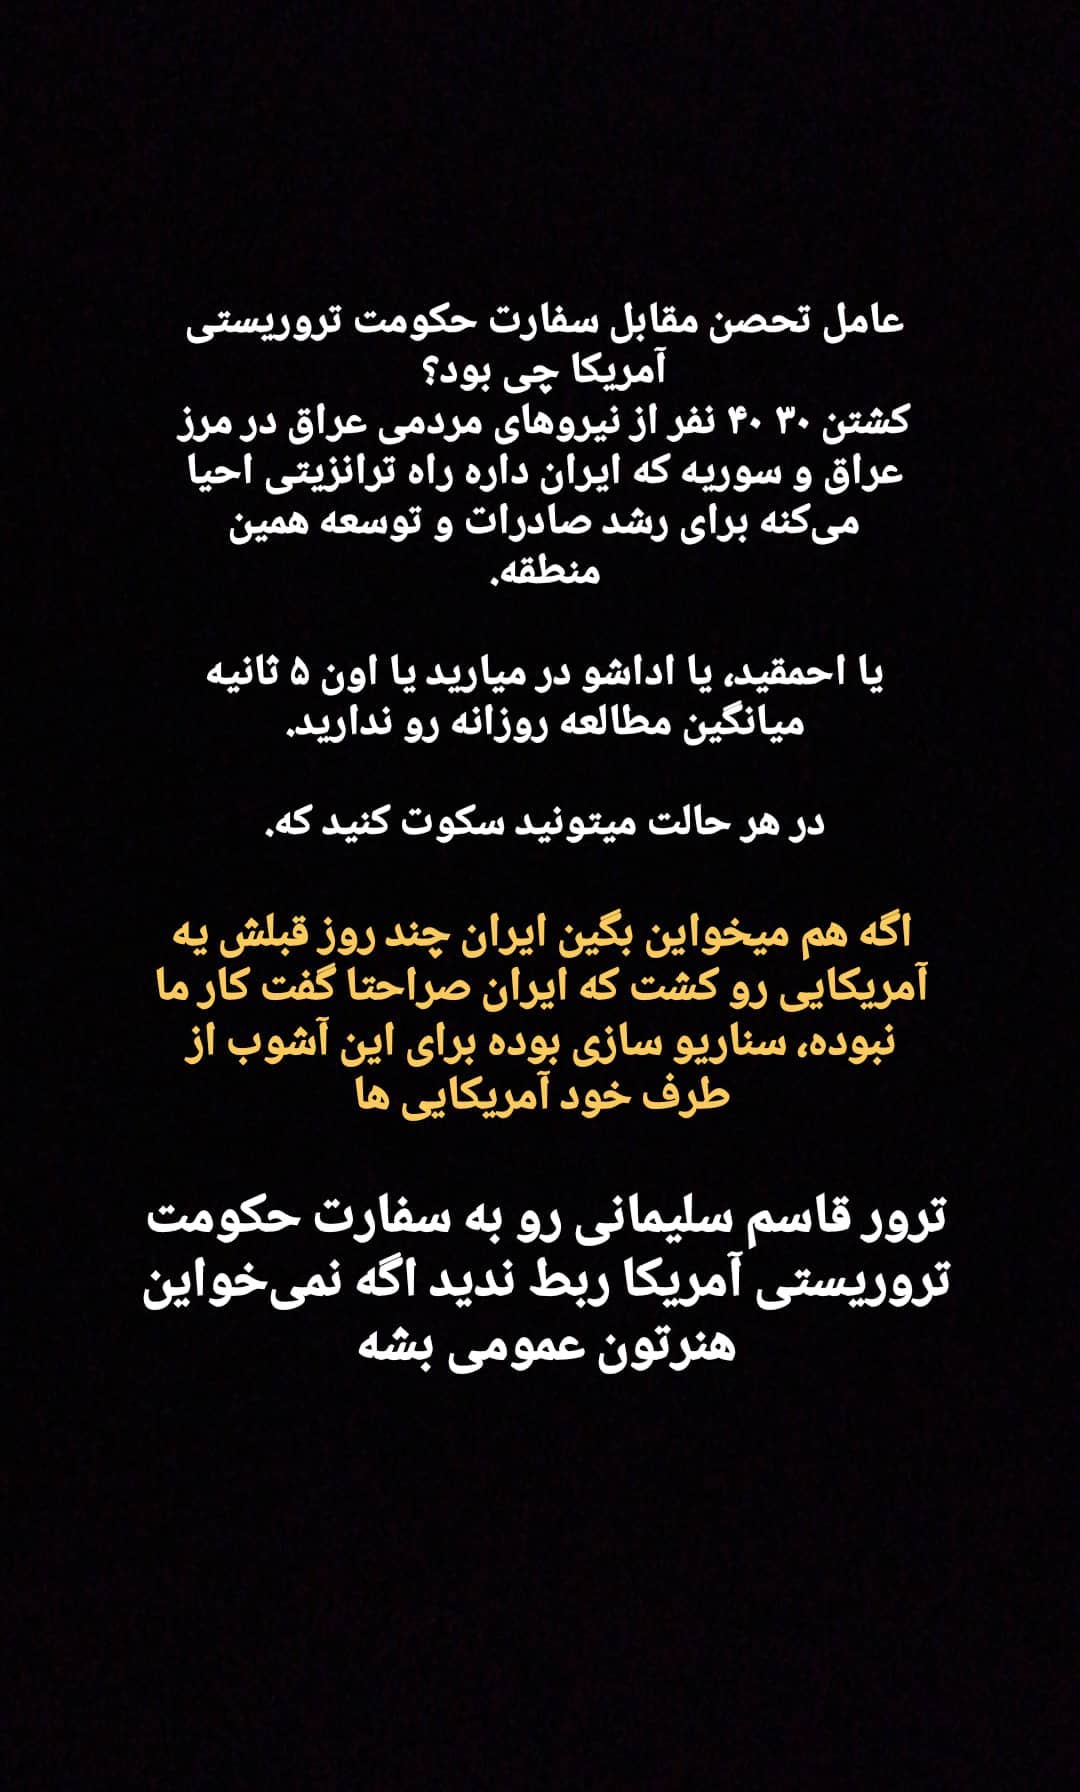 عامل تحصن مقابل سفارت حکومت تروریستی
آمریکا چی بود؟
کشتن ۳۰ ۴۰ نفر از نیروهای مردمی عراق در مرز
عراق و سوریه که ایران داره راه ترانزیتی احیا
می‌کنه برای رشد صادرات و توسعه همین
منطقه.
یا احمقید، یا اداشو در میارید یا اون ۵ ثانیه
میانگین مطالعه روزانه رو ندارید.
در هر حالت میتونید سکوت کنید که.
اگه هم میخواین بگین ایران چند روز قبلش یه
آمریکایی رو کشت که ایران صراحتا گفت کار ما
نبوده، سناریو سازی بوده برای این آشوب از
طرف خود آمریکایی ها
ترور قاسم سلیمانی رو به سفارت حکومت
تروریستی آمریکا ربط ندید اگه نمی‌خواین
هنرتون عمومی بشه